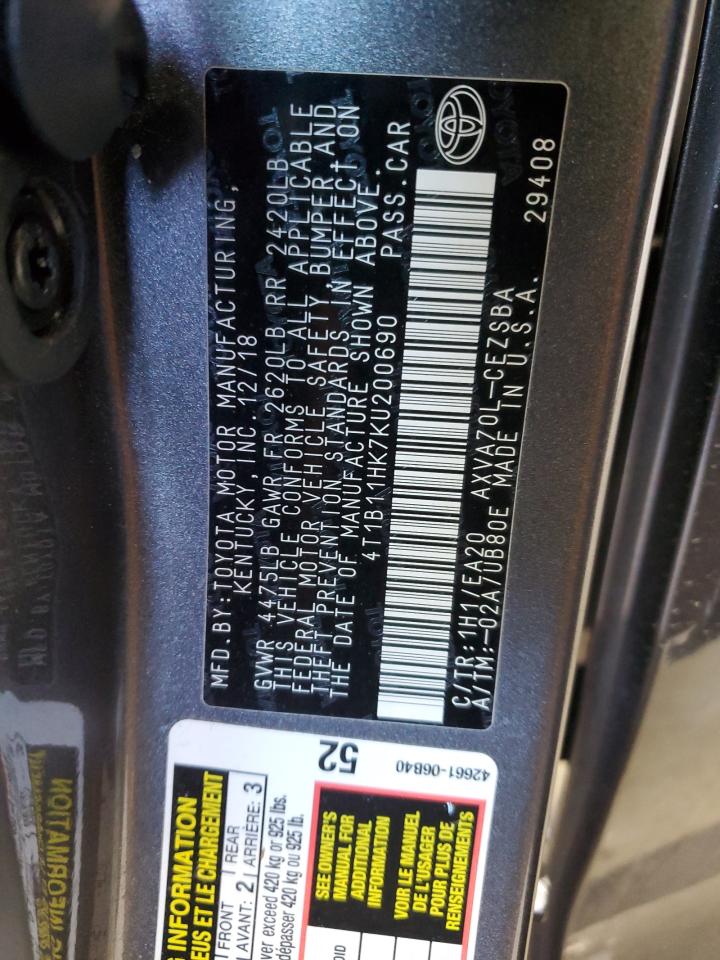 MFD.BY:TOYOTA MOTOR MANUFACTURING,
KENTUCKY, INC. 12/18
GVWR 4475LB GAWR FR 2620LB RR 2420LB
THIS VEHICLE CONFORMS TO ALL APPLICABLE
FEDERAL MOTOR VEHICLE SAFETY, BUMPER AND
THEFT PREVENTION STANDARDS IN EFFECT ON
THE DATE OF MANUFACTURE SHOWN ABOVE.
4T1B11HK7KU200690 PASS.CAR
C/TR:1H1/EA20 AXVA70L-CEZSBA
A/TM:-02A/UB80E MADE IN U.S.A. 29408
INFORMATION
EUS ET LE CHARGEMENT
FRONT REAR
AVANT: 2 ARRIÈRE: 3
ver exceed 420 kg or 925 lbs.
dépasser 420 kg ou 925 lb.
52
42661-06B40
SEE OWNER'S
MANUAL FOR
ADDITIONAL
INFORMATION
VOIR LE MANUEL
DE L'USAGER
POUR PLUS DE
RENSEIGNEMENTS